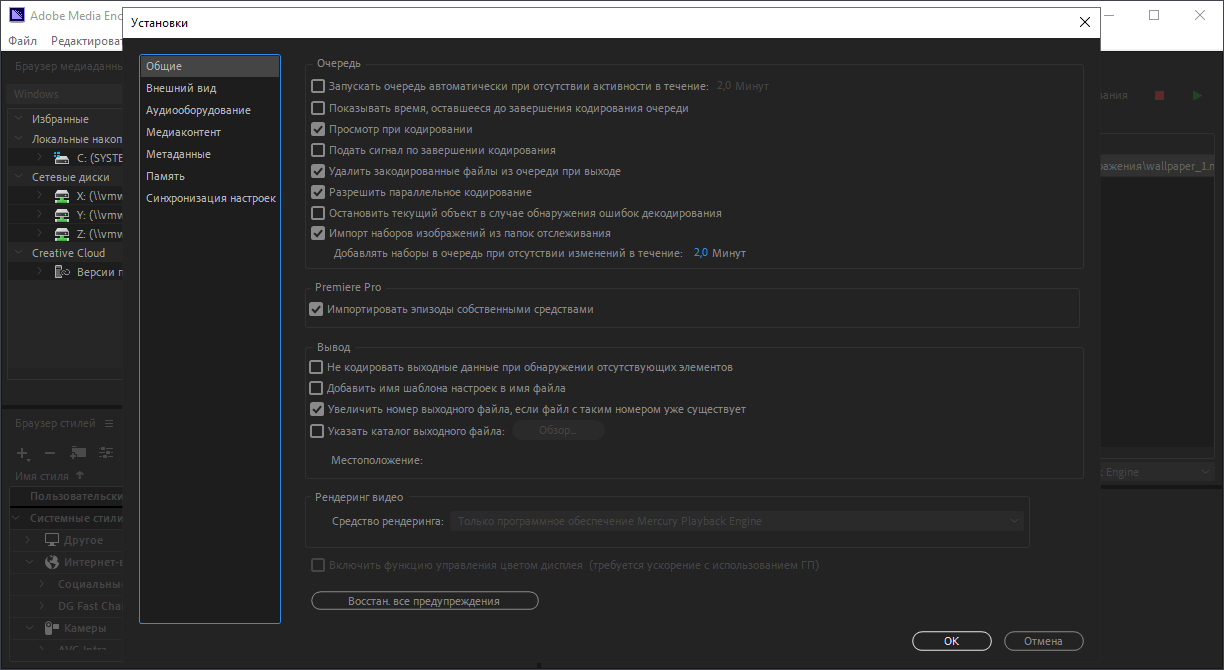 Adobe Media Enc
Установки
Файл
Редактироват
Браузер медиаданны
Windows
Избранные
Локальные накоп
C: (SYSTE
Сетевые диски
X: (\\vmw
Y: (\\vmw
Z: (\\vmw
Creative Cloud
Версии п
Браузер стилей
Имя стиля
Пользовательски
Системные стили
Другое
Интернет-в
Социальны
DG Fast Cha
Камеры
AVC-Intra
Общие
Внешний вид
Аудиооборудование
Медиаконтент
Метаданные
Память
Синхронизация настроек
Очередь
Запускать очередь автоматически при отсутствии активности в течение: 2,0 Минут
Показывать время, оставшееся до завершения кодирования очереди
Просмотр при кодировании
Подать сигнал по завершении кодирования
Удалить закодированные файлы из очереди при выходе
Разрешить параллельное кодирование
Остановить текущий объект в случае обнаружения ошибок декодирования
Импорт наборов изображений из папок отслеживания
Добавлять наборы в очередь при отсутствии изменений в течение: 2,0 Минут
Premiere Pro
Импортировать эпизоды собственными средствами
Вывод
Не кодировать выходные данные при обнаружении отсутствующих элементов
Добавить имя шаблона настроек в имя файла
Увеличить номер выходного файла, если файл с таким номером уже существует
Указать каталог выходного файла: Обзор...
Местоположение:
Рендеринг видео
Средство рендеринга: Только программное обеспечение Mercury Playback Engine
Включить функцию управления цветом дисплея (требуется ускорение с использованием ГП)
Восстан. все предупреждения
OK
Отмена
вания
ражения\wallpaper_1.m
Engine